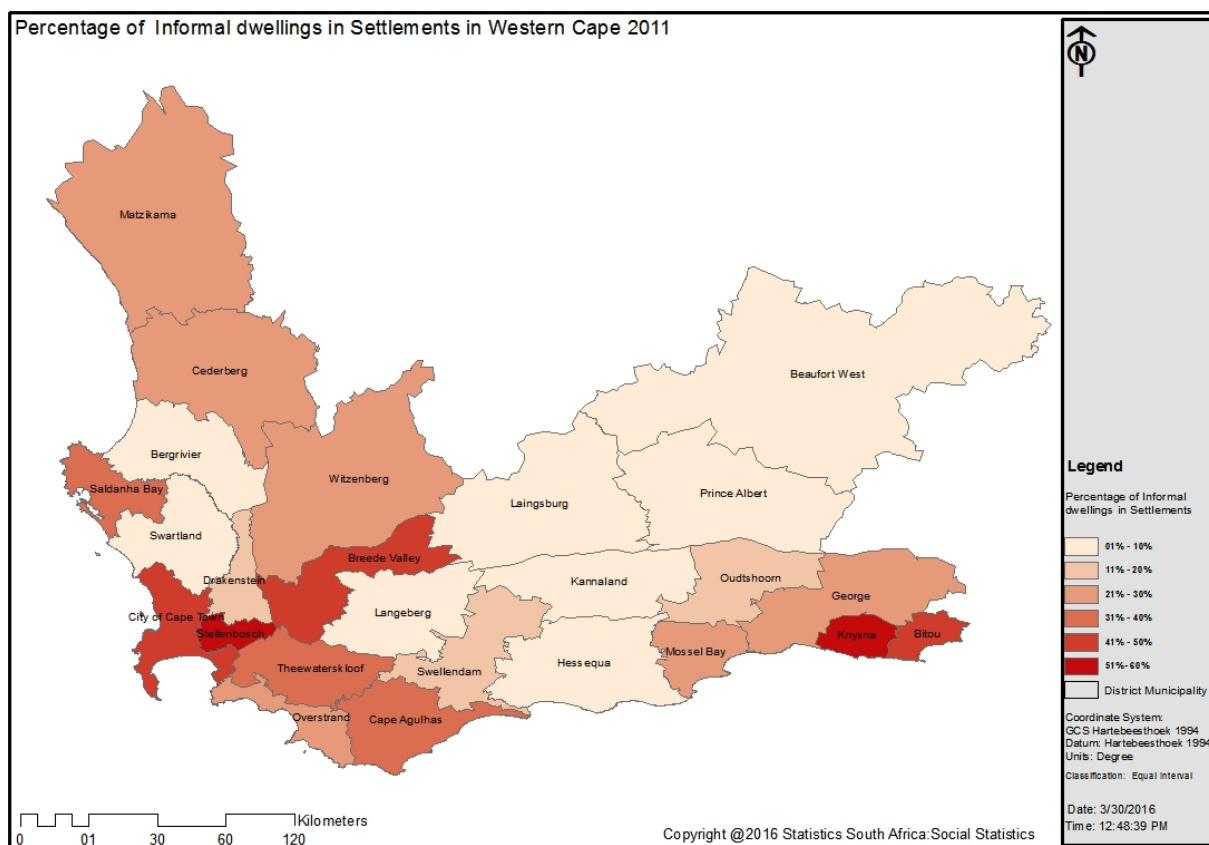 Percentage of Informal dwellings in Settlements in Western Cape 2011
N
Matzikama
Cederberg
Beaufort West
Bergrivier
Witzenberg
Saldanha Bay
Prince Albert
Laingsburg
Swartland
Breede Valley
Drakenstein
Kannaland
Oudtshoorn
George
City of Cape Town
Langeberg
Stellenbosch
Knysna
Bitou
Mossel Bay
Hessequa
Theewaterskloof
Swellendam
Overstrand
Cape Agulhas
Legend
Percentage of Informal
dwellings in Settlements
01% - 10%
11% - 20%
21% - 30%
31% - 40%
41% - 50%
51%- 60%
District Municipality
Coordinate System:
GCS Hartebeesthoek 1994
Datum: Hartebeesthoek 1994
Units: Degree
Classification: Equal Interval
Date: 3/30/2016
Time: 12:48:39 PM
Kilometers
0 01 30 60 120
Copyright @2016 Statistics South Africa:Social Statistics